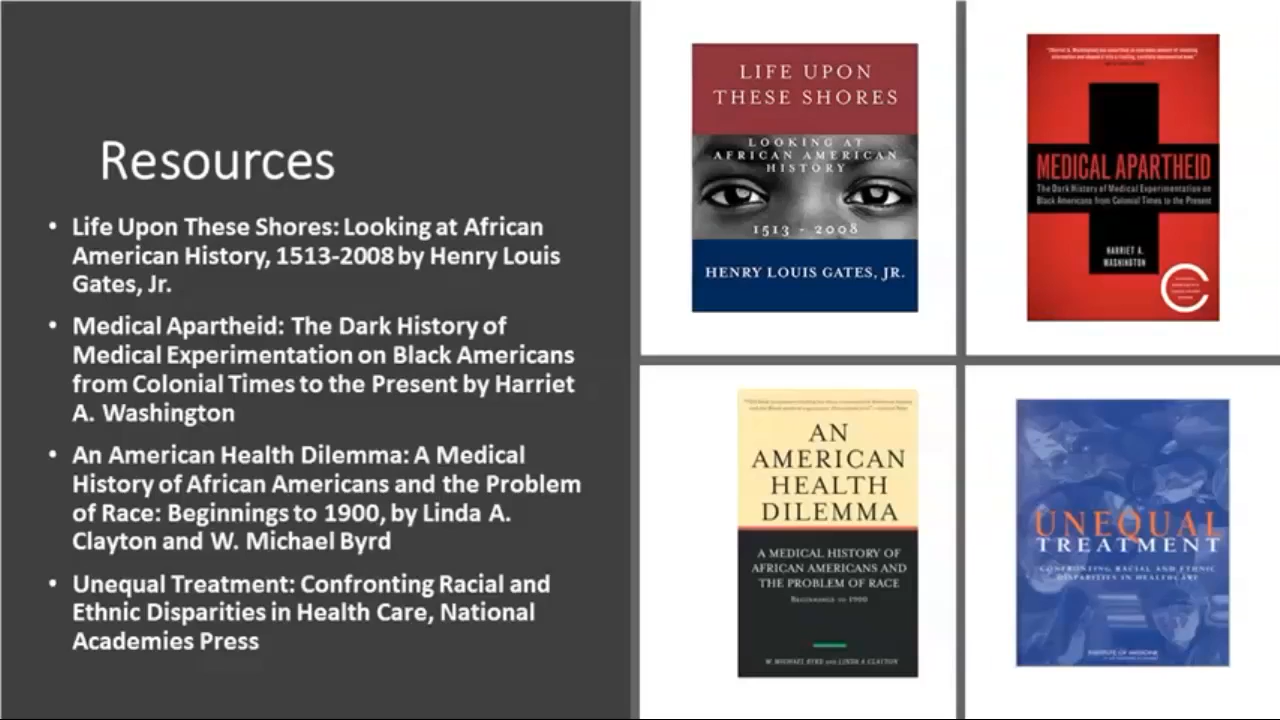 Resources
• Life Upon These Shores: Looking at African
American History, 1513-2008 by Henry Louis
Gates, Jr.
• Medical Apartheid: The Dark History of
Medical Experimentation on Black Americans
from Colonial Times to the Present by Harriet
A. Washington
• An American Health Dilemma: A Medical
History of African Americans and the Problem
of Race: Beginnings to 1900, by Linda A.
Clayton and W. Michael Byrd
• Unequal Treatment: Confronting Racial and
Ethnic Disparities in Health Care, National
Academies Press
LIFE UPON
THESE SHORES
LOOKING AT
AFRICAN AMERICAN
HISTORY
1513 - 2008
HENRY LOUIS GATES, JR.
MEDICAL APARTHEID
The Dark History of Medical Experimentation on
Black Americans from Colonial Times to the Present
HARRIET A.
WASHINGTON
AN
AMERICAN
HEALTH
DILEMMA
A MEDICAL HISTORY OF
AFRICAN AMERICANS AND
THE PROBLEM OF RACE
BEGINNINGS TO 1900
W. MICHAEL BYRD AND LINDA A. CLAYTON
UNEQUAL
TREATMENT
CONFRONTING RACIAL AND ETHNIC
DISPARITIES IN HEALTHCARE
INSTITUTE OF MEDICINE